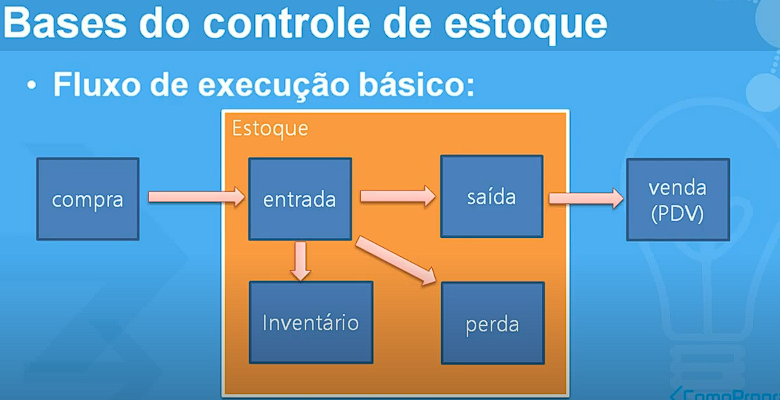 Bases do controle de estoque
• Fluxo de execução básico:
Estoque
compra
entrada
saída
venda
(PDV)
Inventário
perda